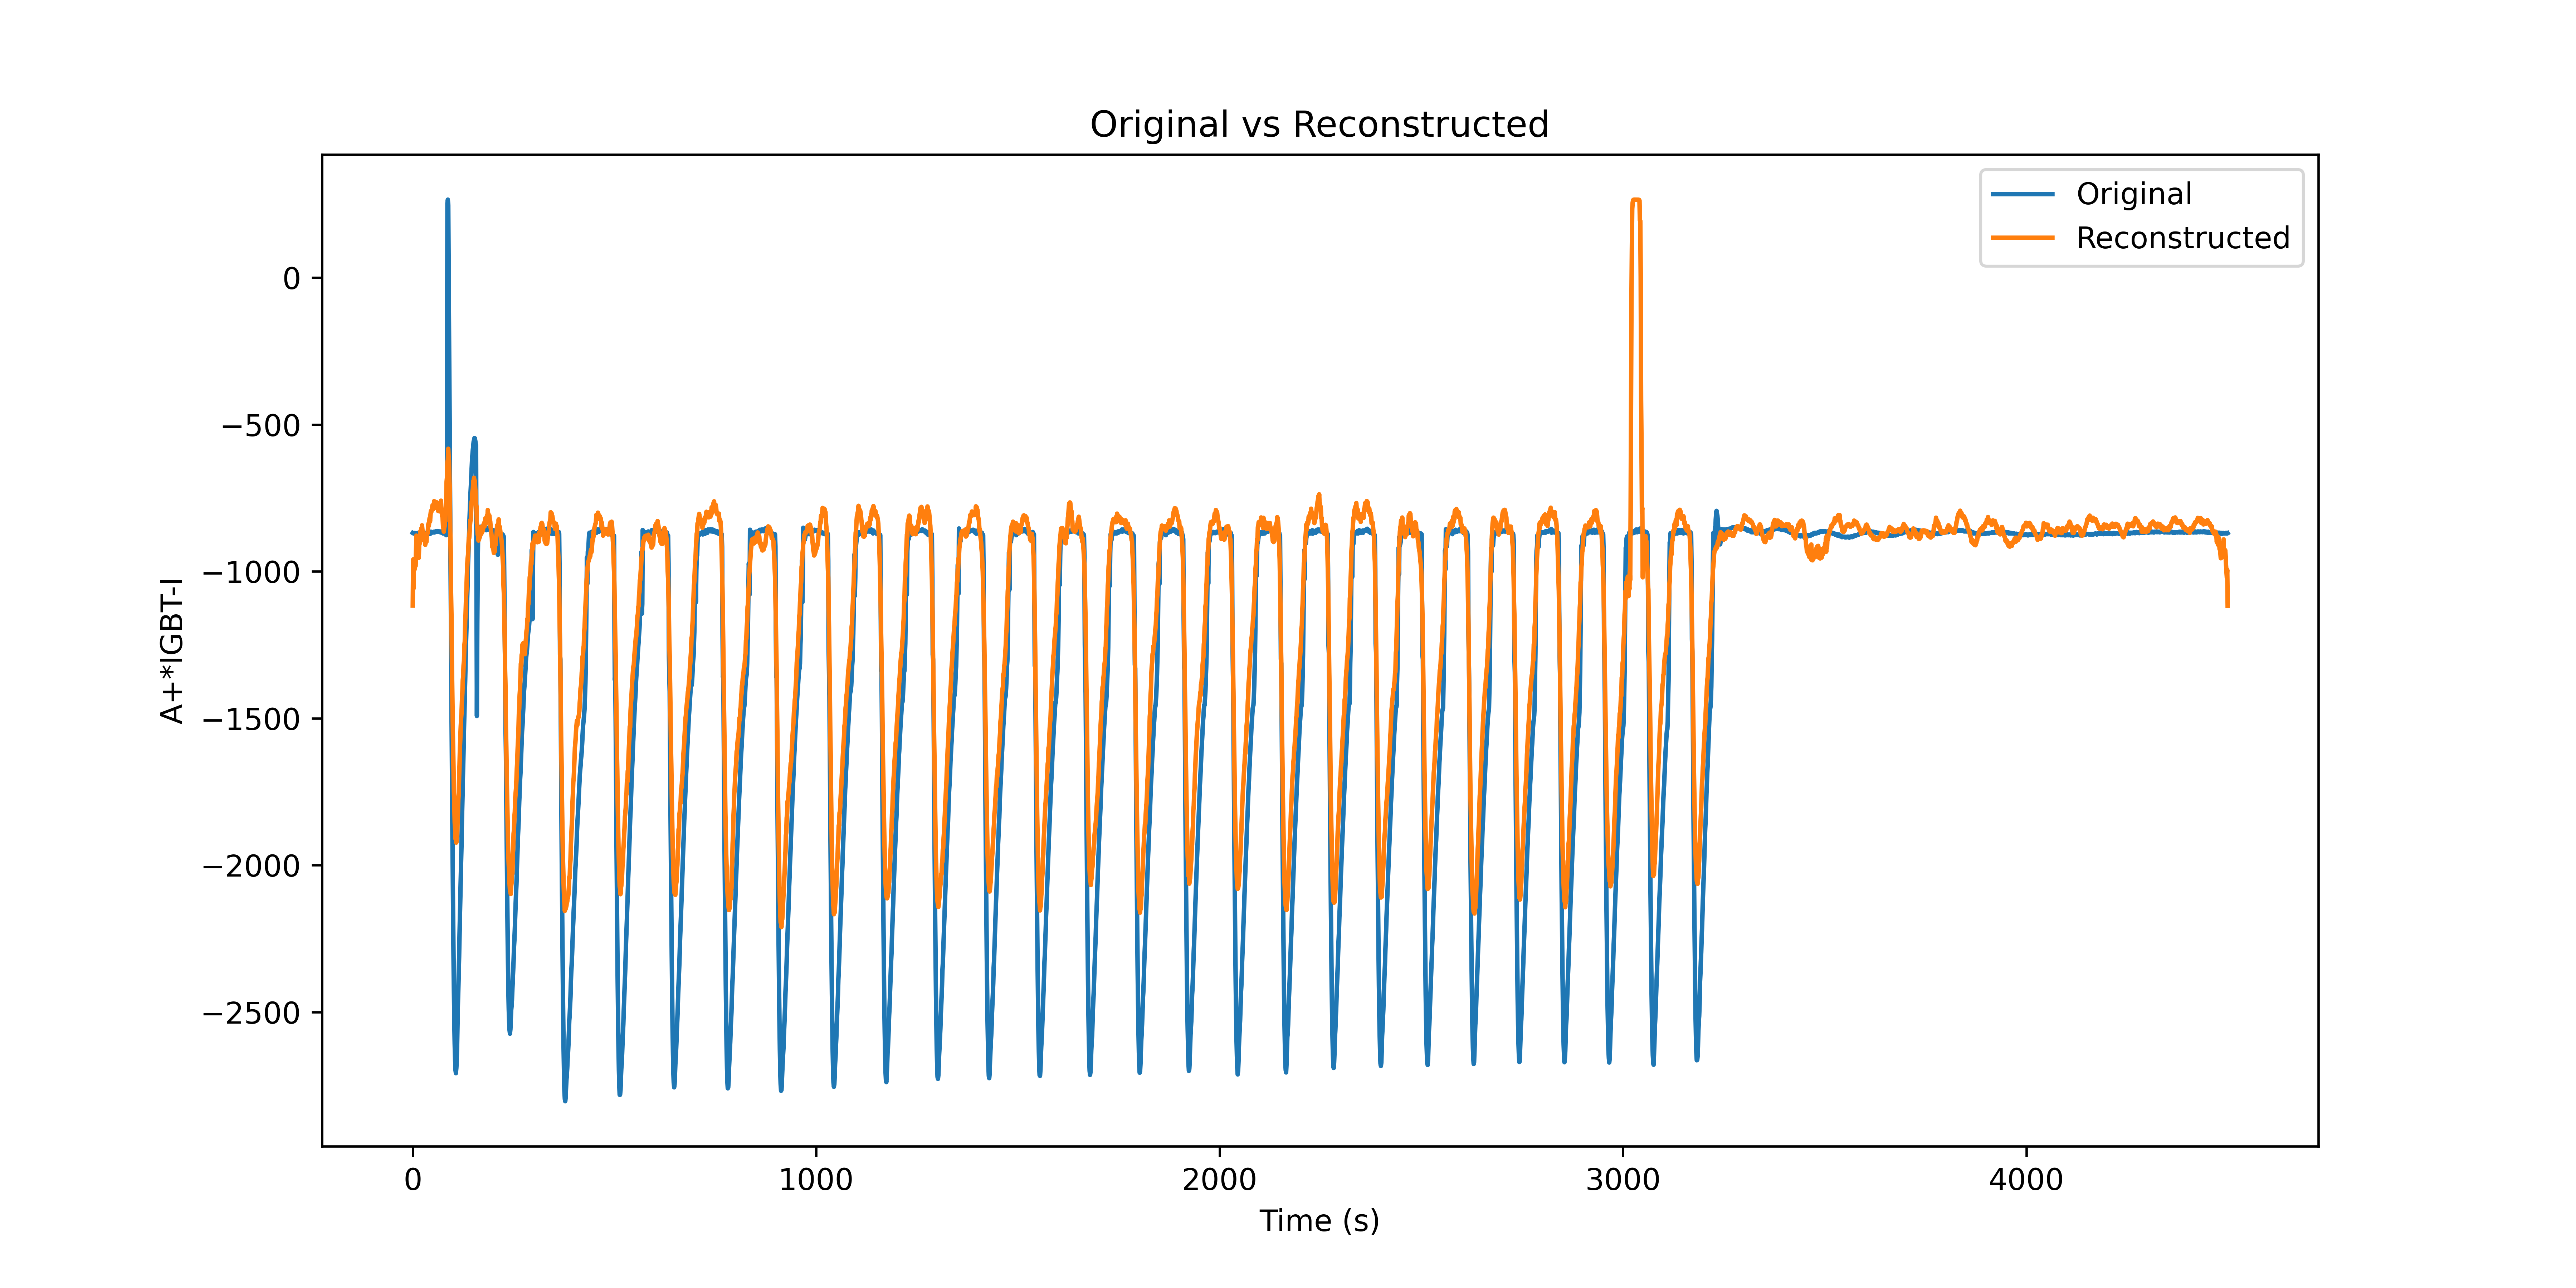 Original vs Reconstructed
Original
Reconstructed
0
−500
−1000
−1500
−2000
−2500
A+*IGBT-I
0
1000
2000
3000
4000
Time (s)